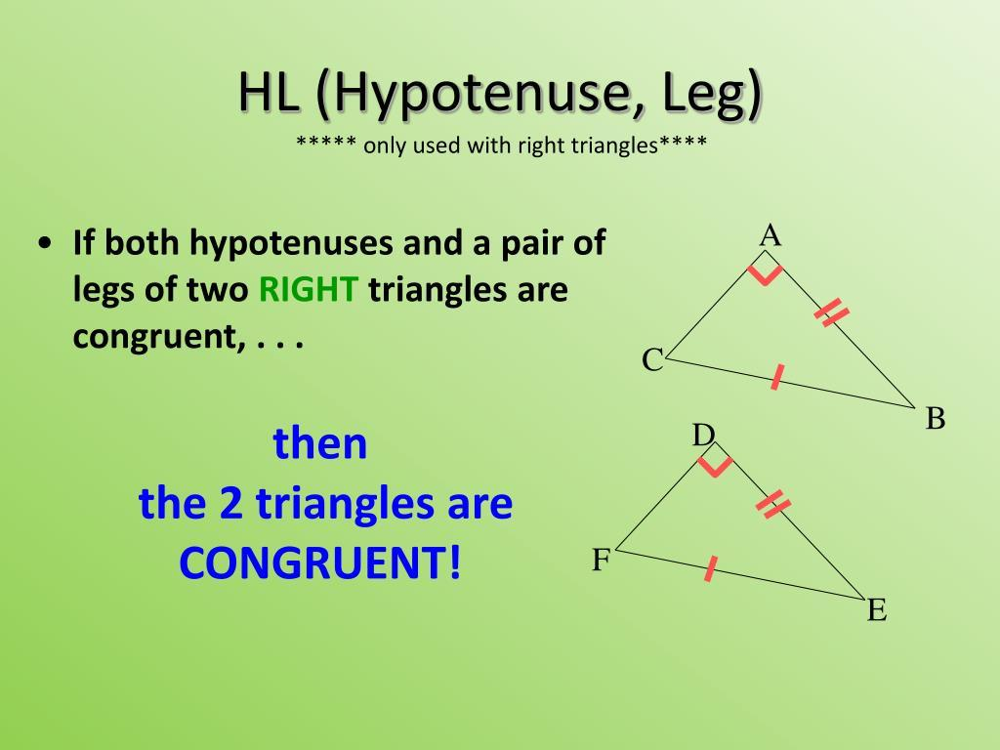 HL (Hypotenuse, Leg)
***** only used with right triangles****
• If both hypotenuses and a pair of
legs of two RIGHT triangles are
congruent, . . .
then
the 2 triangles are
CONGRUENT!
A
C
B
D
F
E